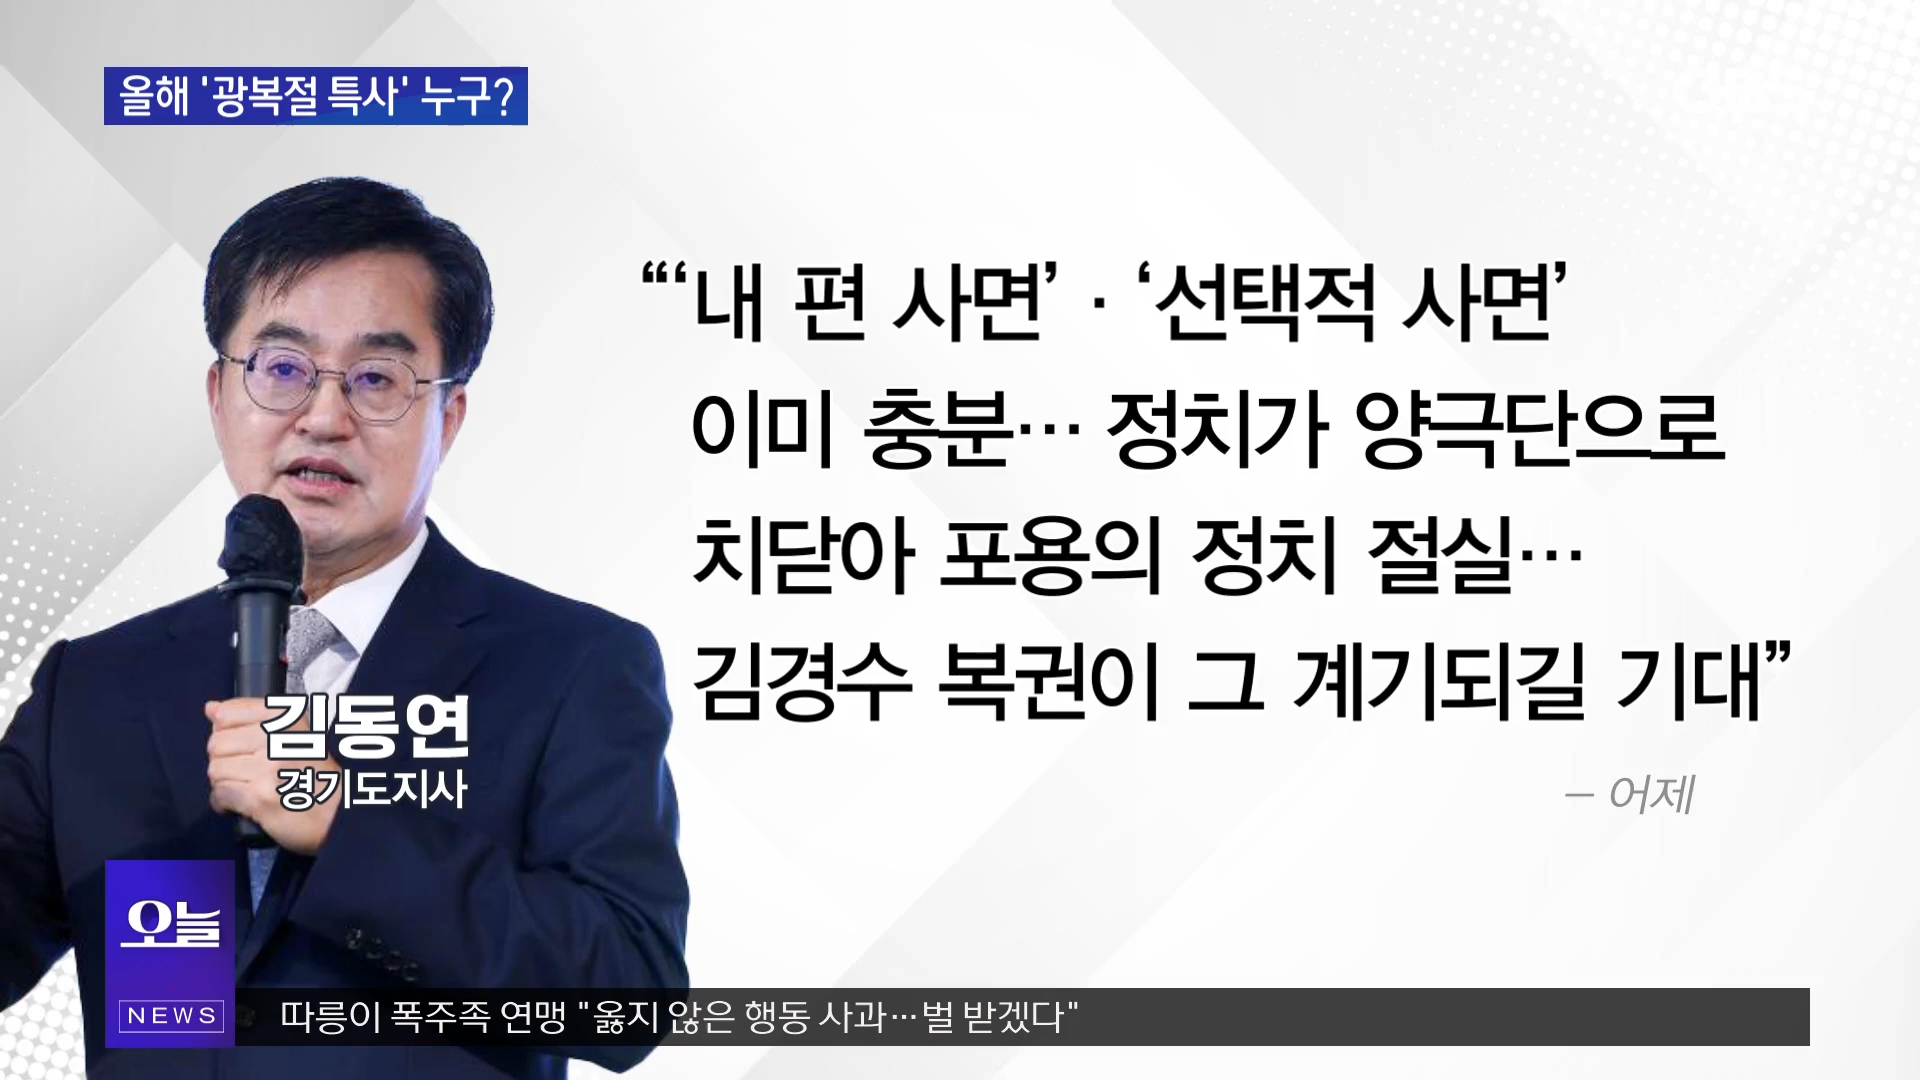 올해 '광복절 특사' 누구?
“‘내 편 사면’·‘선택적 사면’
이미 충분… 정치가 양극단으로
치닫아 포용의 정치 절실…
김경수 복권이 그 계기되길 기대”
– 어제
김동연
경기도지사
오늘
NEWS
따릉이 폭주족 연맹 "옳지 않은 행동 사과…벌 받겠다"